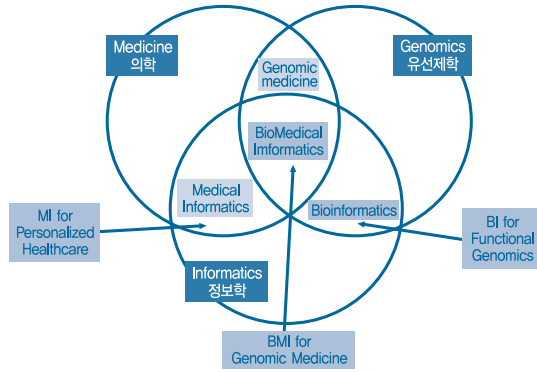 Medicine
의학
Genomics
유선제학
Genomic
medicine
BioMedical
Imformatics
Medical
Informatics
Bioinformatics
MI for
Personalized
Healthcare
BI for
Functional
Genomics
Informatics
정보학
BMI for
Genomic Medicine